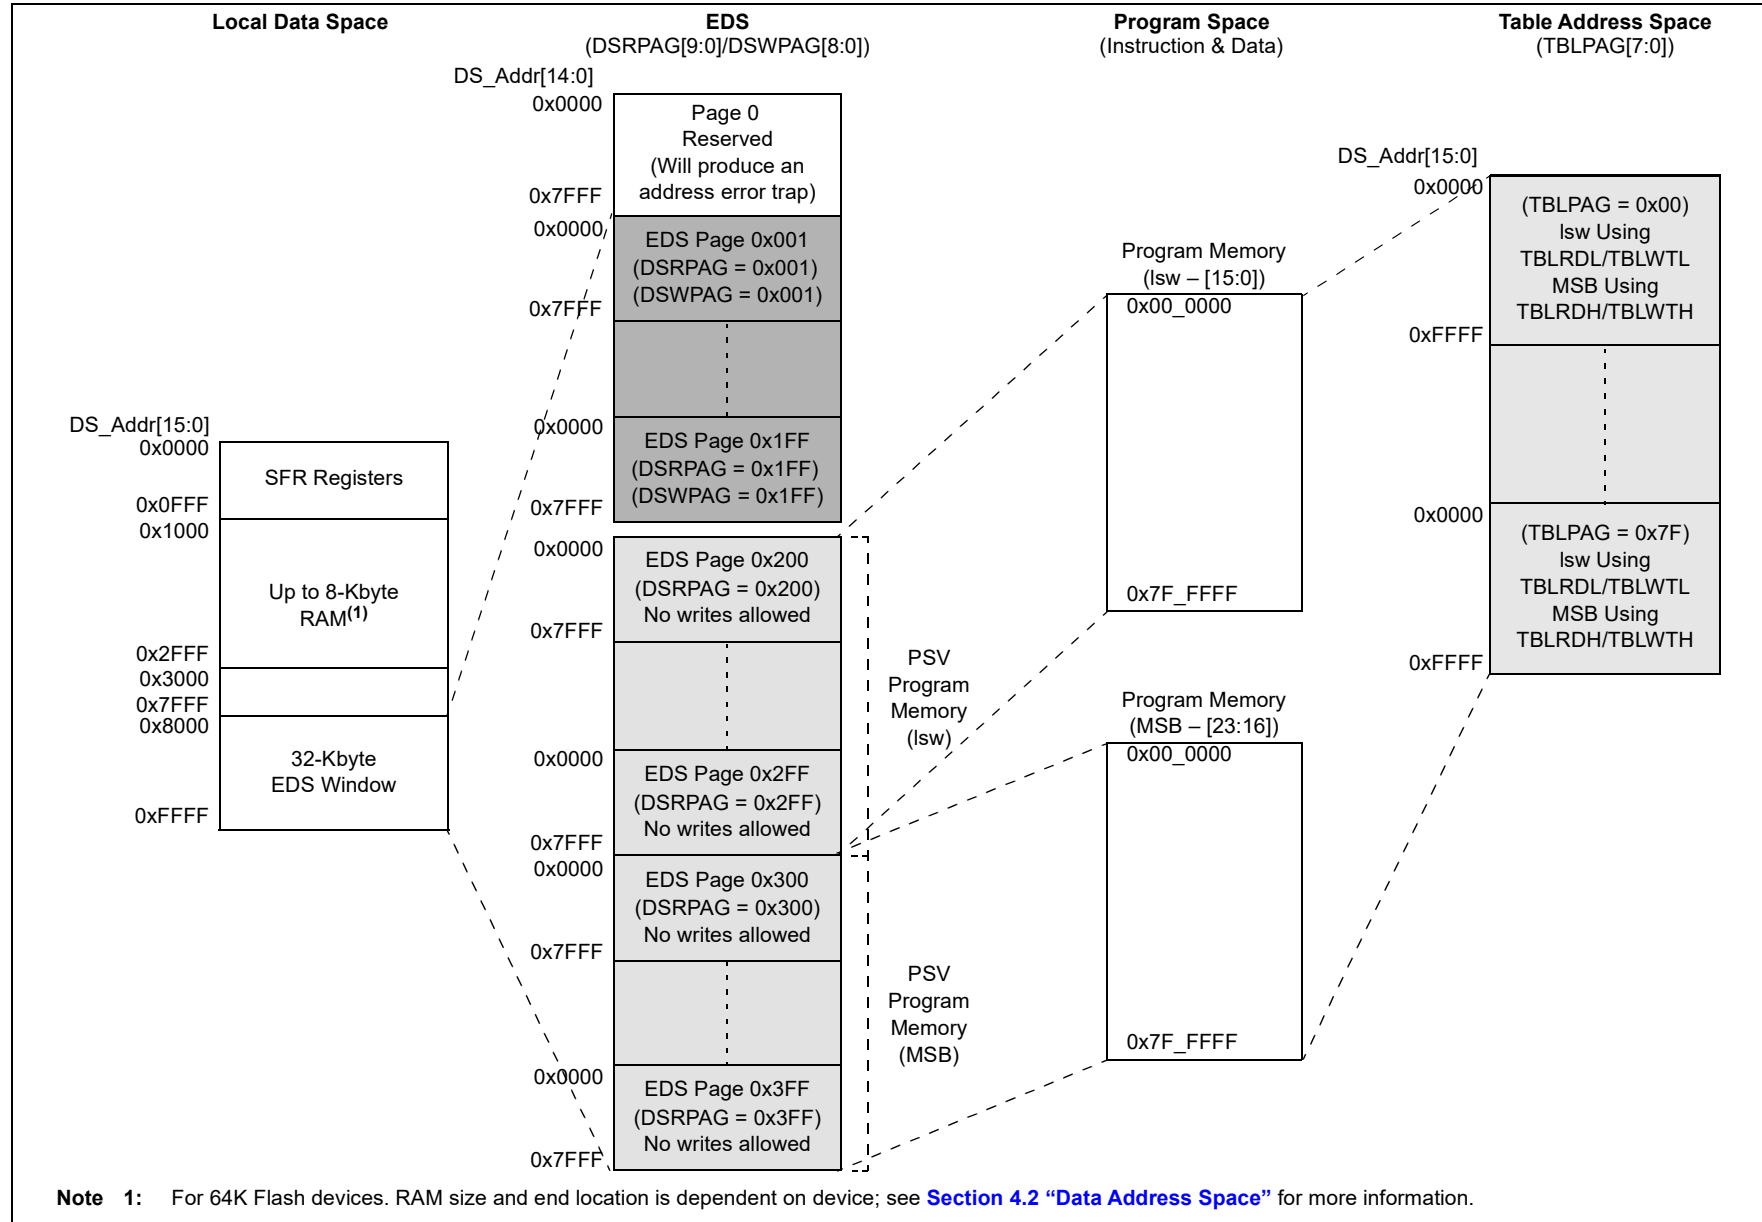 Local Data Space
DS_Addr[15:0]
0x0000
SFR Registers
0x0FFF
0x1000
Up to 8-Kbyte
RAM(1)
0x2FFF
0x3000
0x7FFF
0x8000
32-Kbyte
EDS Window
0xFFFF
EDS
(DSRPAG[9:0]/DSWPAG[8:0])
DS_Addr[14:0]
0x0000
Page 0
Reserved
(Will produce an
address error trap)
0x7FFF
0x0000
EDS Page 0x001
(DSRPAG = 0x001)
(DSWPAG = 0x001)
0x7FFF
0x0000
EDS Page 0x1FF
(DSRPAG = 0x1FF)
(DSWPAG = 0x1FF)
0x7FFF
0x0000
EDS Page 0x200
(DSRPAG = 0x200)
No writes allowed
0x7FFF
PSV
Program
Memory
(lsw)
0x0000
EDS Page 0x2FF
(DSRPAG = 0x2FF)
No writes allowed
0x7FFF
0x0000
EDS Page 0x300
(DSRPAG = 0x300)
No writes allowed
0x7FFF
PSV
Program
Memory
(MSB)
0x0000
EDS Page 0x3FF
(DSRPAG = 0x3FF)
No writes allowed
0x7FFF
Program Space
(Instruction & Data)
Program Memory
(lsw – [15:0])
0x00_0000
0x7F_FFFF
Program Memory
(MSB – [23:16])
0x00_0000
0x7F_FFFF
Table Address Space
(TBLPAG[7:0])
DS_Addr[15:0]
0x0000
(TBLPAG = 0x00)
lsw Using
TBLRDL/TBLWTL
MSB Using
TBLRDH/TBLWTH
0xFFFF
0x0000
(TBLPAG = 0x7F)
lsw Using
TBLRDL/TBLWTL
MSB Using
TBLRDH/TBLWTH
0xFFFF
Note 1: For 64K Flash devices. RAM size and end location is dependent on device; see Section 4.2 “Data Address Space” for more information.